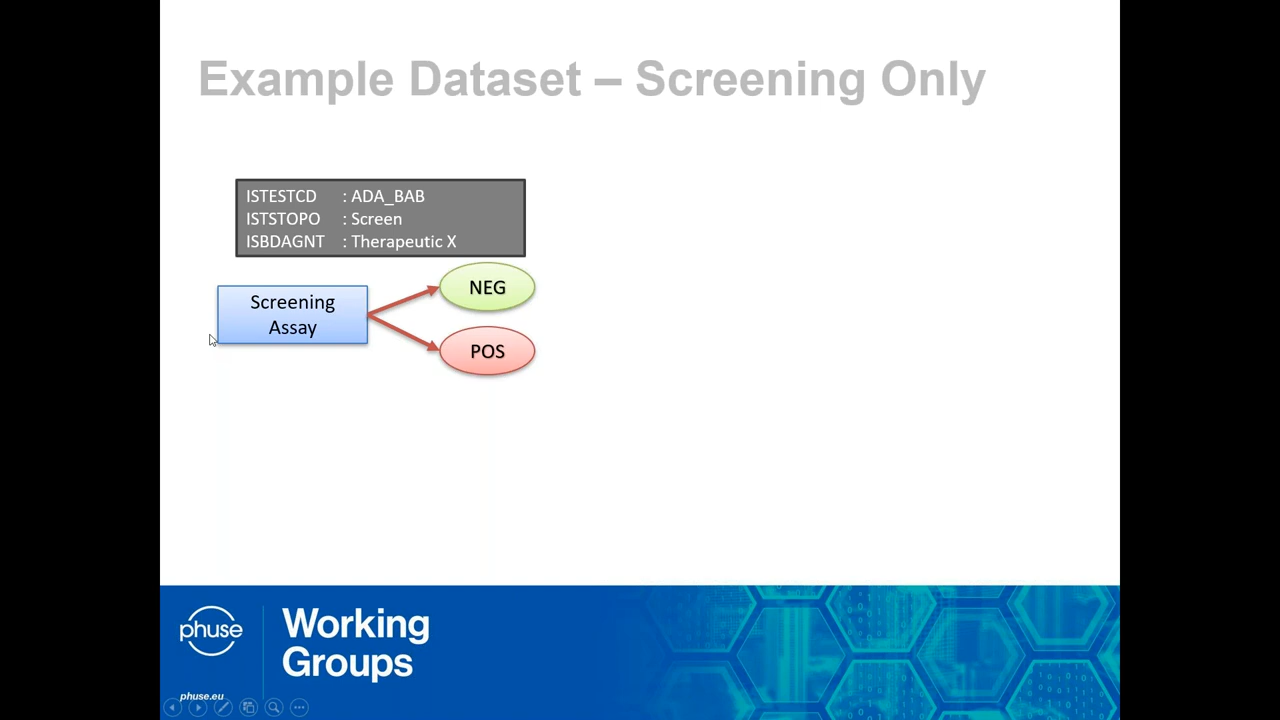 Example Dataset – Screening Only
ISTESTCD : ADA_BAB
ISTSTOPO : Screen
ISBDAGNT : Therapeutic X
Screening
Assay
NEG
POS
phuse
Working
Groups
phuse.eu